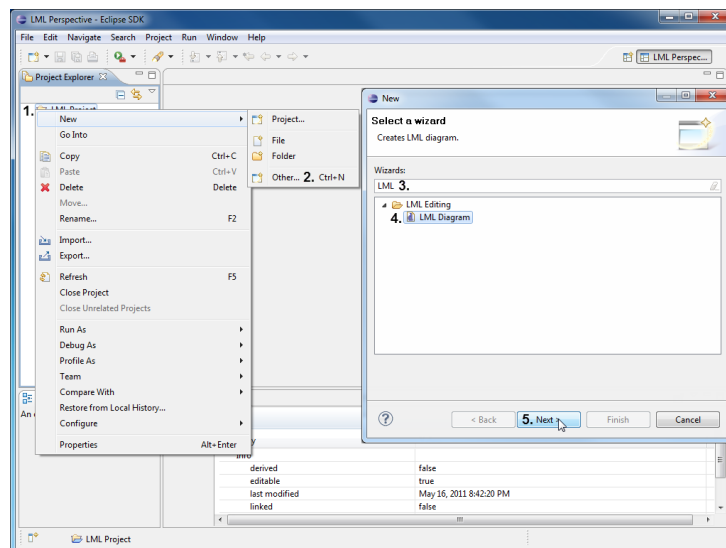 LML Perspective - Eclipse SDK
File Edit Navigate Search Project Run Window Help
LML Perspec...
Project Explorer
1. LML Project
New
Go Into
Copy Ctrl+C
Paste Ctrl+V
Delete Delete
Move...
Rename... F2
Import...
Export...
Refresh F5
Close Project
Close Unrelated Projects
Run As
Debug As
Profile As
Team
Compare With
Restore from Local History...
Configure
Properties Alt+Enter
Project...
File
Folder
Other... 2. Ctrl+N
New
Select a wizard
Creates LML diagram.
Wizards:
LML 3.
LML Editing
4. LML Diagram
? < Back 5. Next > Finish Cancel
An
Info
derived false
editable true
last modified May 16, 2011 8:42:20 PM
linked false
LML Project